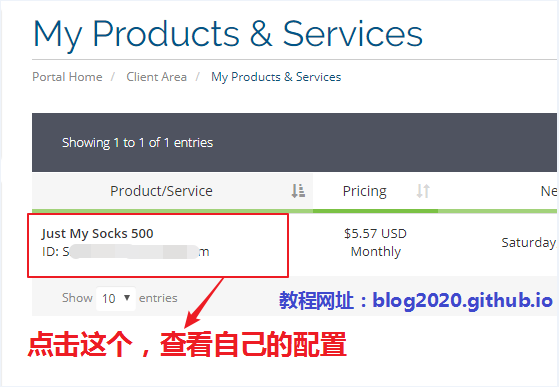 My Products & Services
Portal Home / Client Area / My Products & Services
Showing 1 to 1 of 1 entries
Product/Service Pricing Ne
Just My Socks 500 $5.57 USD
ID: S m Monthly Saturday
Show 10 entries
教程网址：blog2020.github.io
点击这个，查看自己的配置